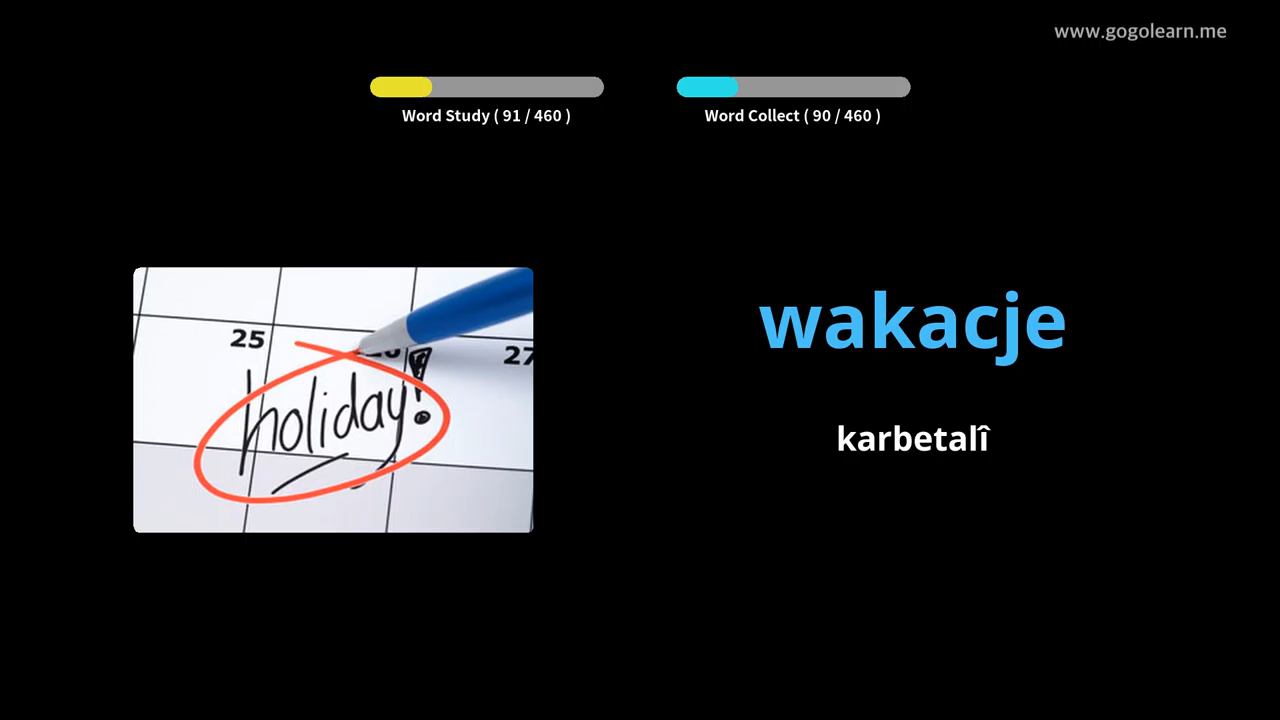 www.gogolearn.me
Word Study ( 91 / 460 )
Word Collect ( 90 / 460 )
25
27
holiday!
wakacje
karbetalî